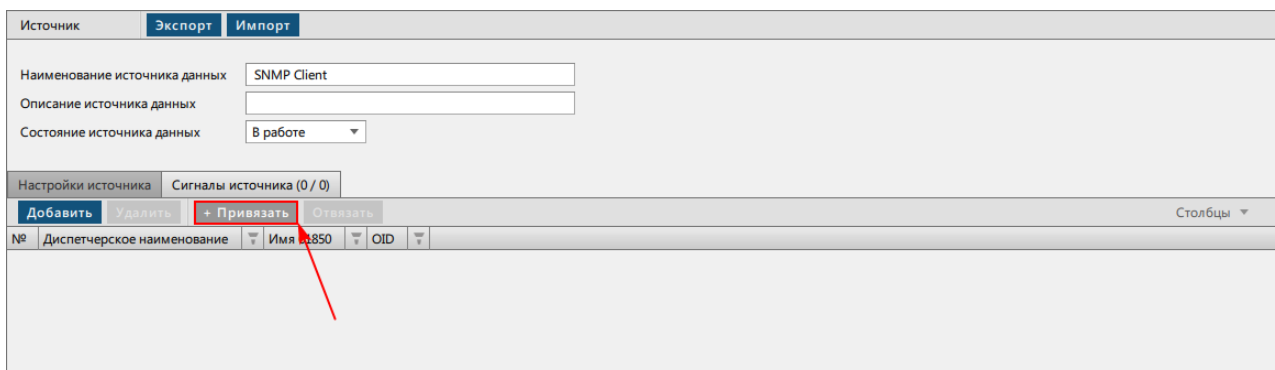 Источник Экспорт Импорт
Наименование источника данных SNMP Client
Описание источника данных
Состояние источника данных В работе
Настройки источника Сигналы источника (0 / 0)
Добавить Удалить + Привязать Отвязать Столбцы
№ Диспетчерское наименование Имя 61850 OID